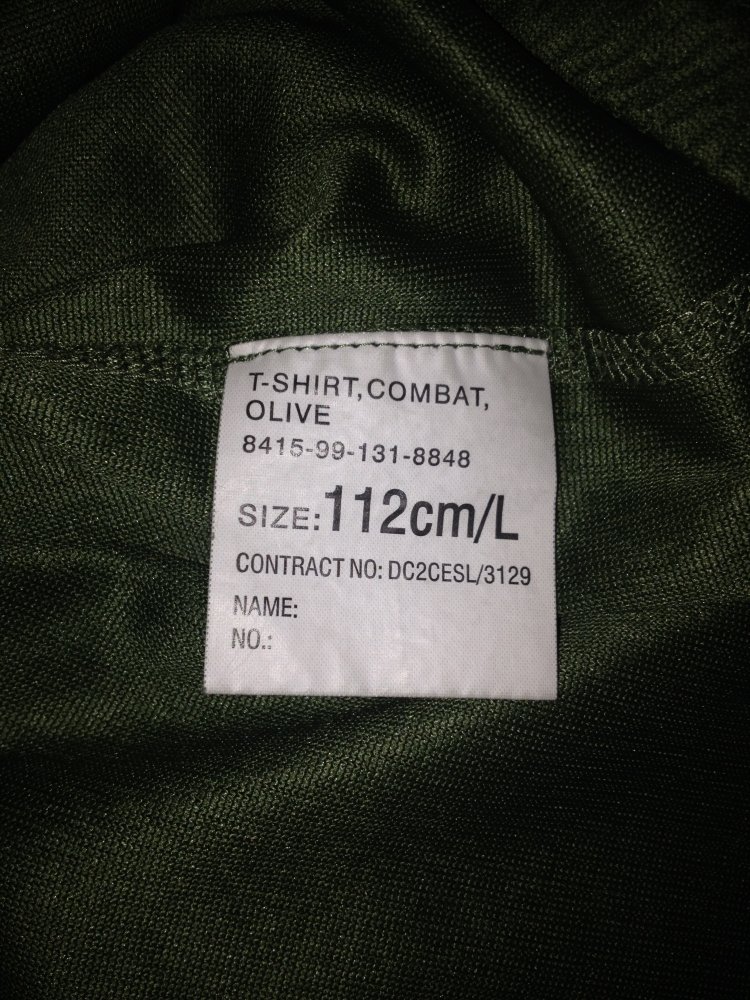 T-SHIRT,COMBAT,
OLIVE
8415-99-131-8848
SIZE:112cm/L
CONTRACT NO: DC2CESL/3129
NAME:
NO.: